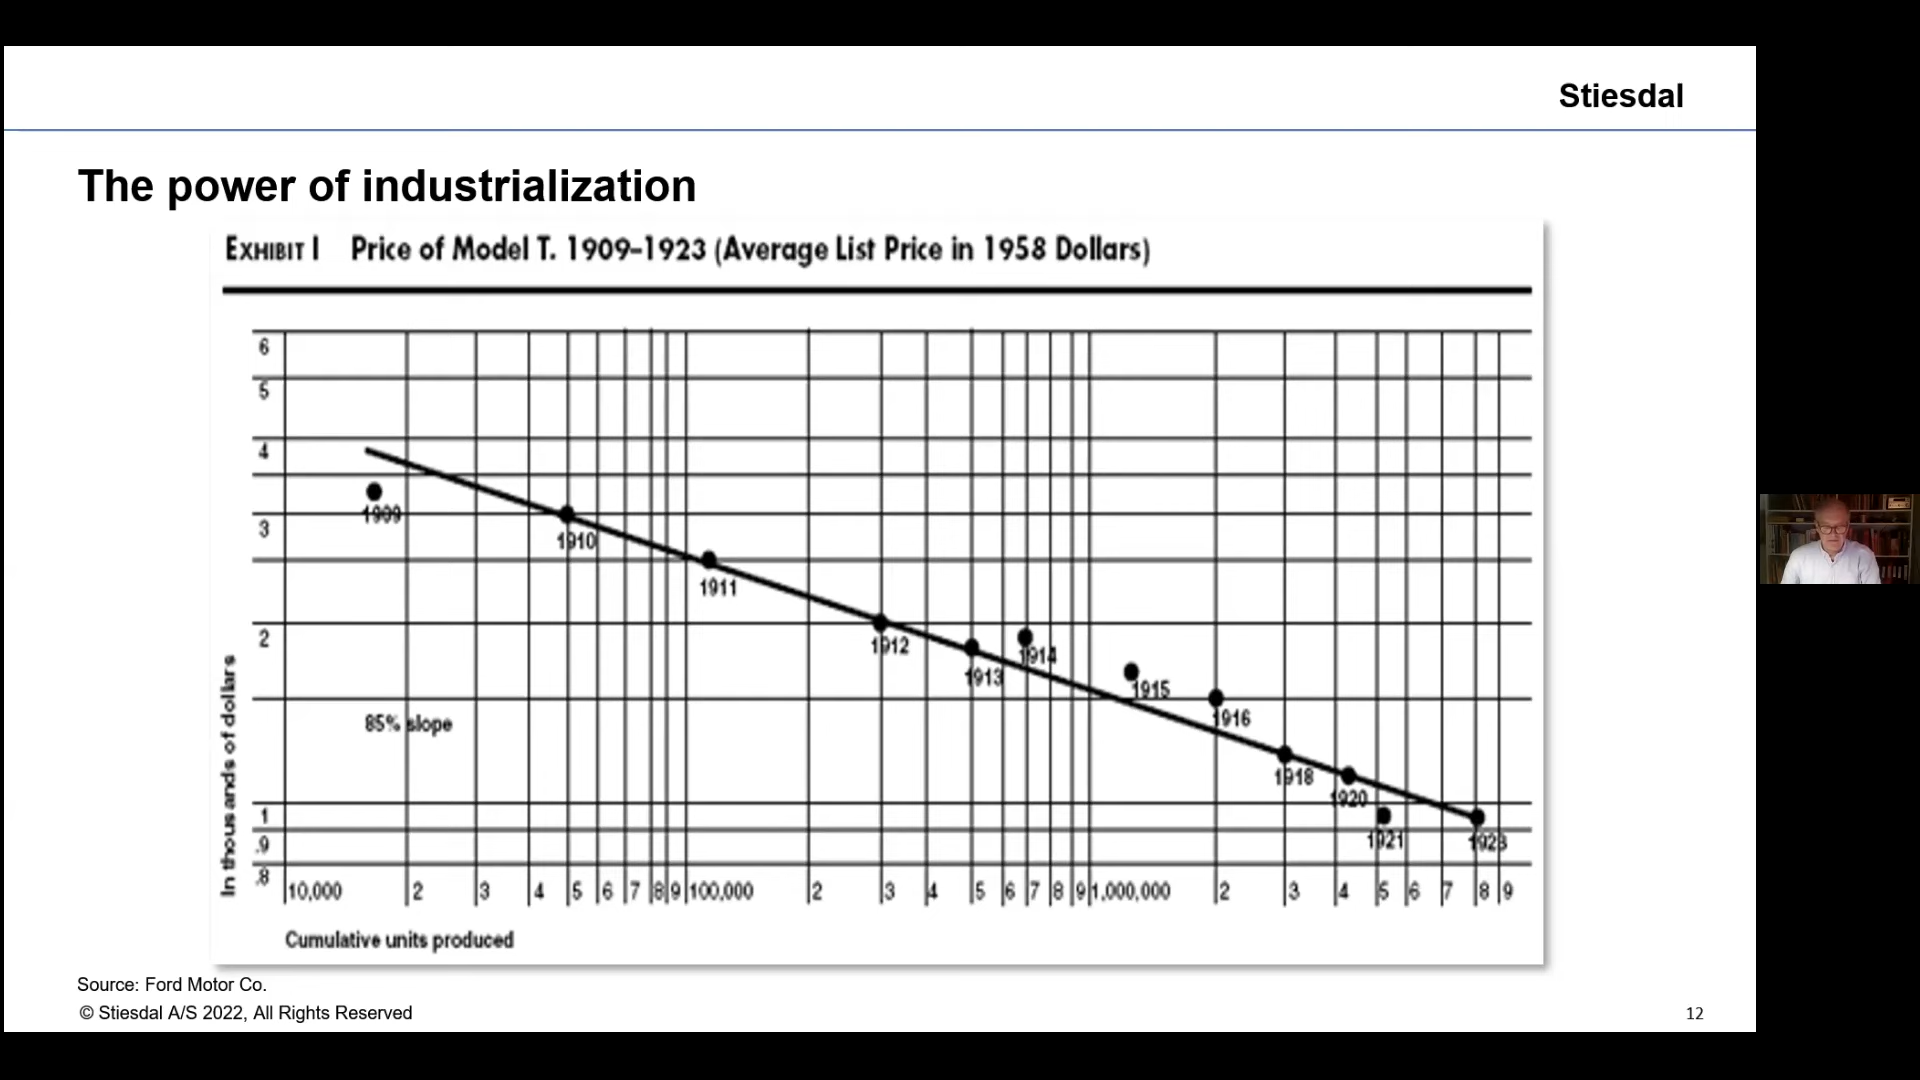 Stiesdal
The power of industrialization
EXHIBIT I Price of Model T. 1909–1923 (Average List Price in 1958 Dollars)
6
5
4
3
2
1
.9
.8
In thousands of dollars
1909
1910
1911
1912
1913
1914
1915
1916
1918
1920
1921
1923
85% slope
10,000 2 3 4 5 6 7 8 9 100,000 2 3 4 5 6 7 8 9 1,000,000 2 3 4 5 6 7 8 9
Cumulative units produced
Source: Ford Motor Co.
© Stiesdal A/S 2022, All Rights Reserved
12